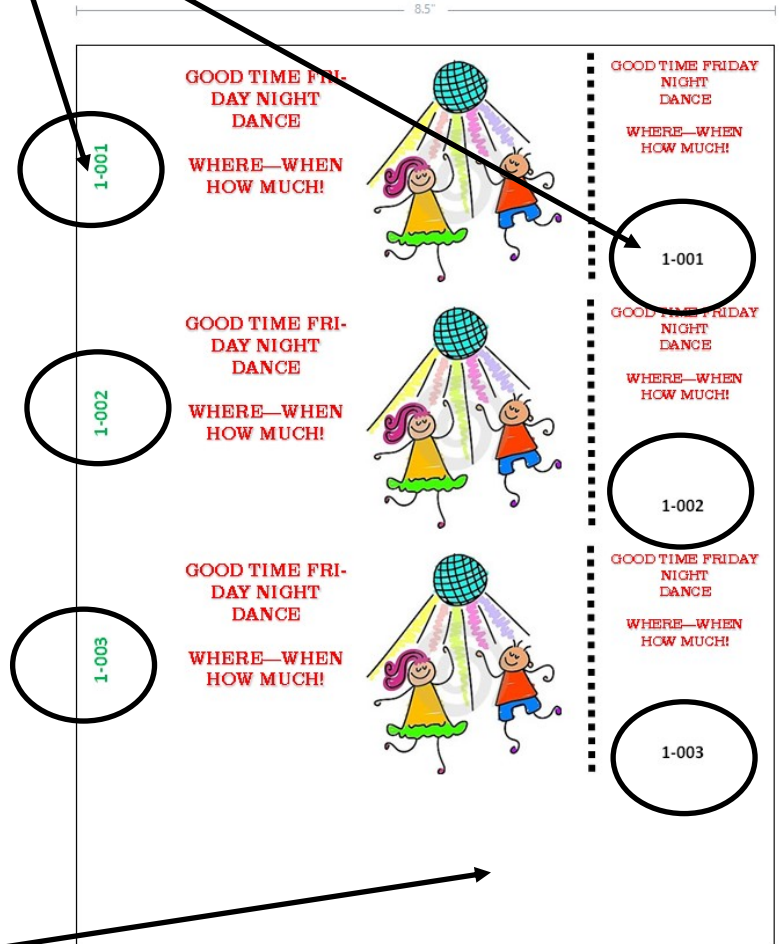 8.5"
1-001
GOOD TIME FRI-
DAY NIGHT
DANCE
WHERE—WHEN
HOW MUCH!
GOOD TIME FRIDAY
NIGHT
DANCE
WHERE—WHEN
HOW MUCH!
1-001
1-002
GOOD TIME FRI-
DAY NIGHT
DANCE
WHERE—WHEN
HOW MUCH!
GOOD TIME FRIDAY
NIGHT
DANCE
WHERE—WHEN
HOW MUCH!
1-002
1-003
GOOD TIME FRI-
DAY NIGHT
DANCE
WHERE—WHEN
HOW MUCH!
GOOD TIME FRIDAY
NIGHT
DANCE
WHERE—WHEN
HOW MUCH!
1-003